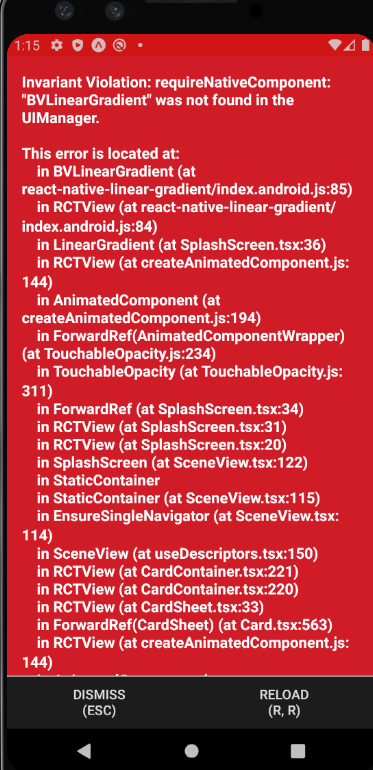 1:15
Invariant Violation: requireNativeComponent:
"BVLinearGradient" was not found in the
UIManager.
This error is located at:
in BVLinearGradient (at
react-native-linear-gradient/index.android.js:85)
in RCTView (at react-native-linear-gradient/
index.android.js:84)
in LinearGradient (at SplashScreen.tsx:36)
in RCTView (at createAnimatedComponent.js:
144)
in AnimatedComponent (at
createAnimatedComponent.js:194)
in ForwardRef(AnimatedComponentWrapper)
(at TouchableOpacity.js:234)
in TouchableOpacity (at TouchableOpacity.js:
311)
in ForwardRef (at SplashScreen.tsx:34)
in RCTView (at SplashScreen.tsx:31)
in RCTView (at SplashScreen.tsx:20)
in SplashScreen (at SceneView.tsx:122)
in StaticContainer
in StaticContainer (at SceneView.tsx:115)
in EnsureSingleNavigator (at SceneView.tsx:
114)
in SceneView (at useDescriptors.tsx:150)
in RCTView (at CardContainer.tsx:221)
in RCTView (at CardContainer.tsx:220)
in RCTView (at CardSheet.tsx:33)
in ForwardRef(CardSheet) (at Card.tsx:563)
in RCTView (at createAnimatedComponent.js:
144)
DISMISS
(ESC)
RELOAD
(R, R)